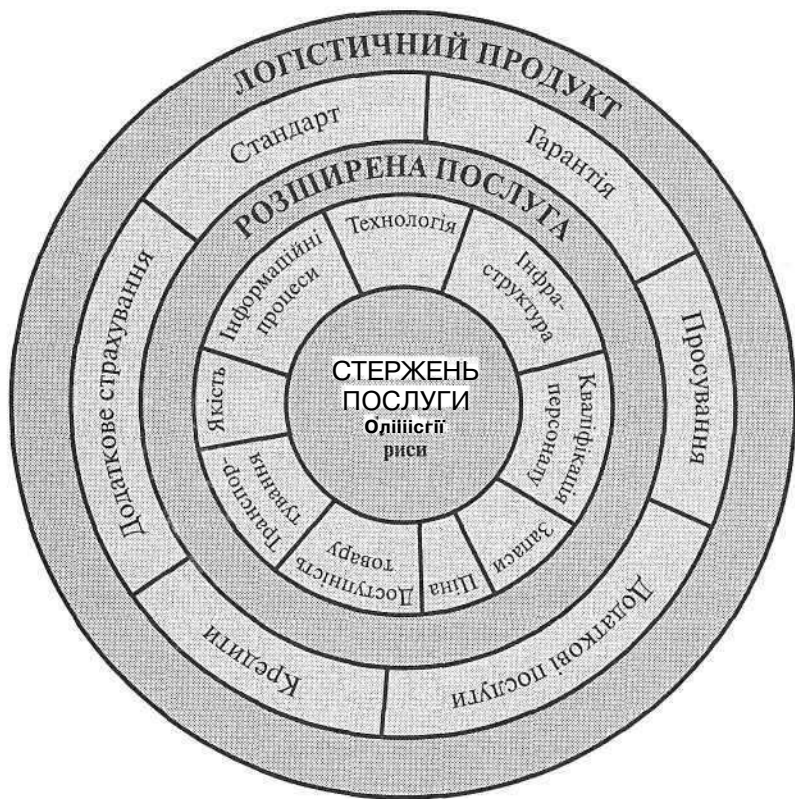 ЛОГІСТИЧНИЙ ПРОДУКТ
Стандарт
Гарантія
Просування
Додаткові послуги
Кредити
Додаткове страхування
РОЗШИРЕНА ПОСЛУГА
Технологія
Інфра-
структура
Кваліфікація
персоналу
Запаси
Ціна
Доступність
товару
Транспор-
тування
Якість
Інформаційні
процеси
СТЕРЖЕНЬ
ПОСЛУГИ
риси